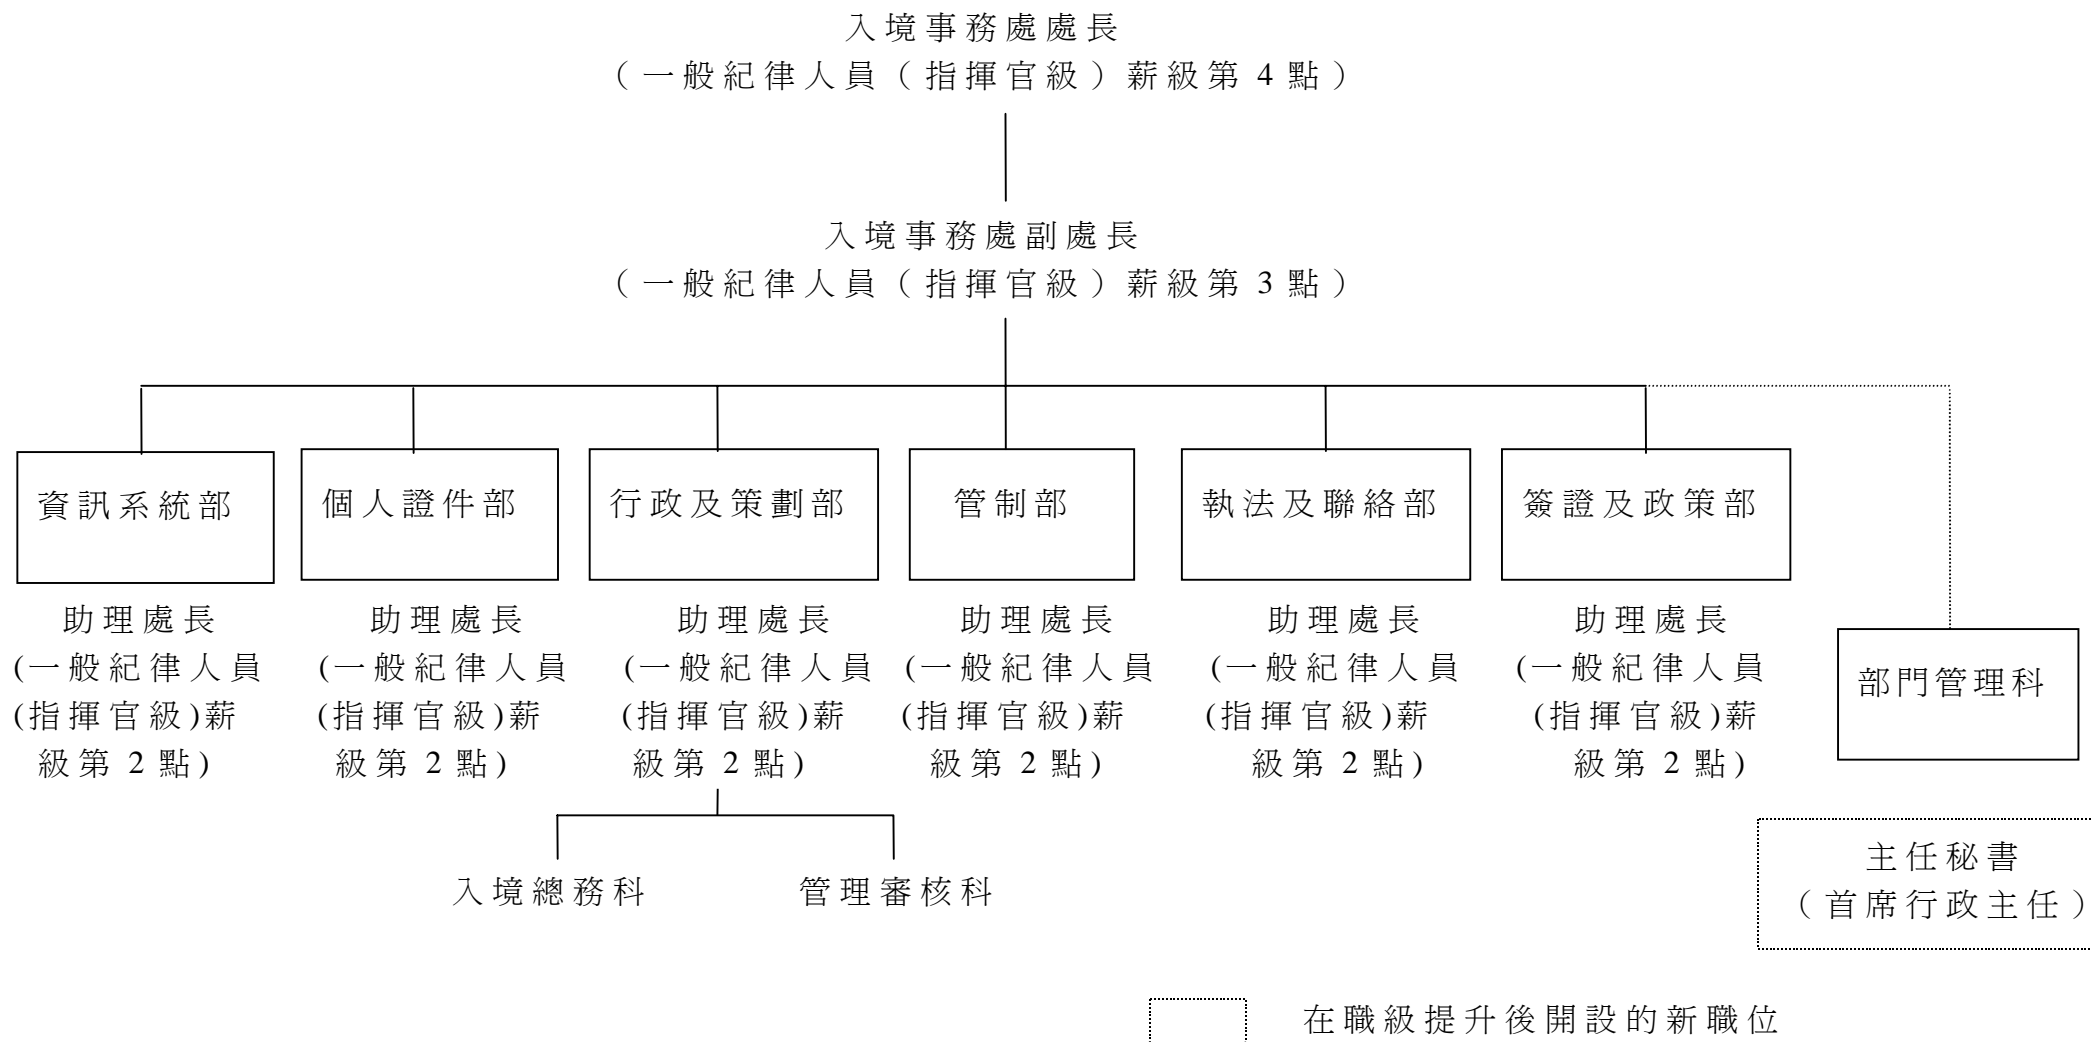 入境事務處處長
（一般紀律人員（指揮官級）薪級第 4 點）
入境事務處副處長
（一般紀律人員（指揮官級）薪級第 3 點）
資訊系統部
個人證件部
行政及策劃部
管制部
執法及聯絡部
簽證及政策部
助理處長
(一般紀律人員
(指揮官級)薪
級第 2 點)
助理處長
(一般紀律人員
(指揮官級)薪
級第 2 點)
助理處長
(一般紀律人員
(指揮官級)薪
級第 2 點)
助理處長
(一般紀律人員
(指揮官級)薪
級第 2 點)
助理處長
(一般紀律人員
(指揮官級)薪
級第 2 點)
助理處長
(一般紀律人員
(指揮官級)薪
級第 2 點)
部門管理科
入境總務科
管理審核科
主任秘書
（首席行政主任）
在職級提升後開設的新職位